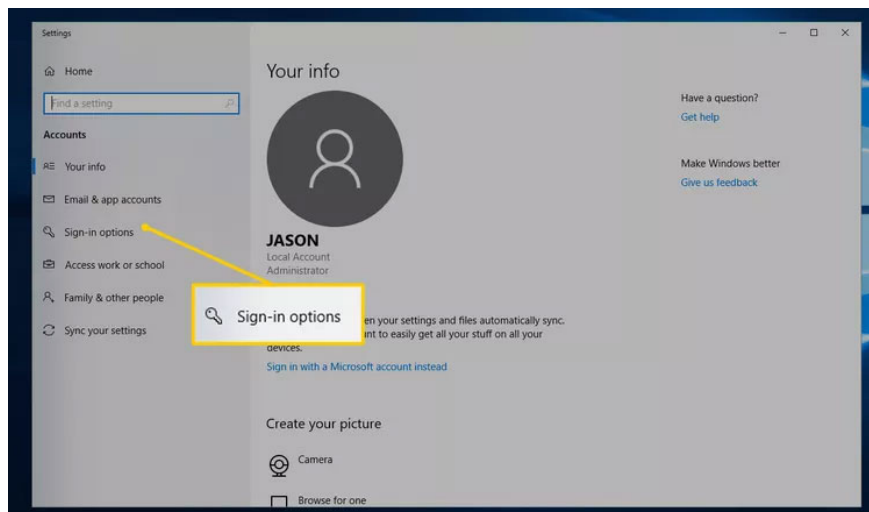 Settings
Home
Find a setting
Accounts
Your info
Email & app accounts
Sign-in options
Access work or school
Family & other people
Sync your settings
Your info
JASON
Local Account
Administrator
Sign-in options
en your settings and files automatically sync.
nt to easily get all your stuff on all your
devices.
Sign in with a Microsoft account instead
Create your picture
Camera
Browse for one
Have a question?
Get help
Make Windows better
Give us feedback